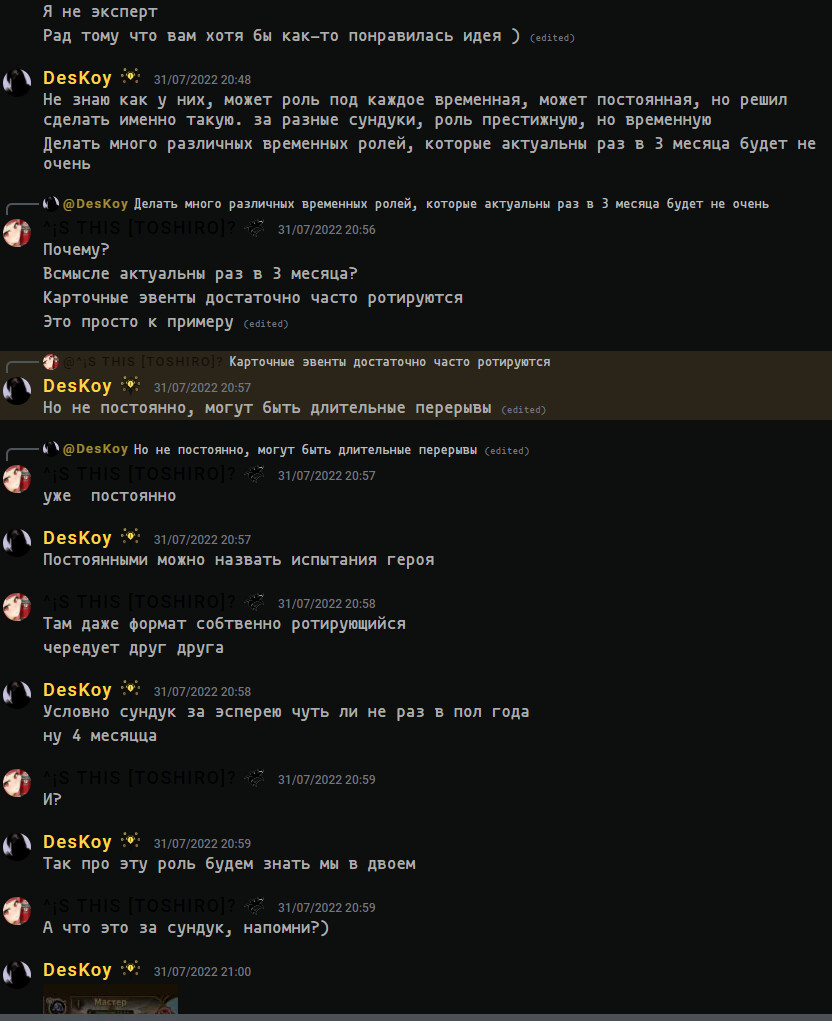 Я не эксперт
Рад тому что вам хотя бы как-то понравилась идея ) (edited)
DesKoy 31/07/2022 20:48
Не знаю как у них, может роль под каждое временная, может постоянная, но решил
сделать именно такую. за разные сундуки, роль престижную, но временную
Делать много различных временных ролей, которые актуальны раз в 3 месяца будет не
очень
@DesKoy Делать много различных временных ролей, которые актуальны раз в 3 месяца будет не очень
^¡S THIS [TOSHIRO]? 31/07/2022 20:56
Почему?
Всмысле актуальны раз в 3 месяца?
Карточные эвенты достаточно часто ротируются
Это просто к примеру (edited)
@^¡S THIS [TOSHIRO]? Карточные эвенты достаточно часто ротируются
DesKoy 31/07/2022 20:57
Но не постоянно, могут быть длительные перерывы (edited)
@DesKoy Но не постоянно, могут быть длительные перерывы (edited)
^¡S THIS [TOSHIRO]? 31/07/2022 20:57
уже  постоянно
DesKoy 31/07/2022 20:57
Постоянными можно назвать испытания героя
^¡S THIS [TOSHIRO]? 31/07/2022 20:58
Там даже формат собтвенно ротирующийся
чередует друг друга
DesKoy 31/07/2022 20:58
Условно сундук за эсперею чуть ли не раз в пол года
ну 4 месяцца
^¡S THIS [TOSHIRO]? 31/07/2022 20:59
И?
DesKoy 31/07/2022 20:59
Так про эту роль будем знать мы в двоем
^¡S THIS [TOSHIRO]? 31/07/2022 20:59
А что это за сундук, напомни?)
DesKoy 31/07/2022 21:00
Мастер